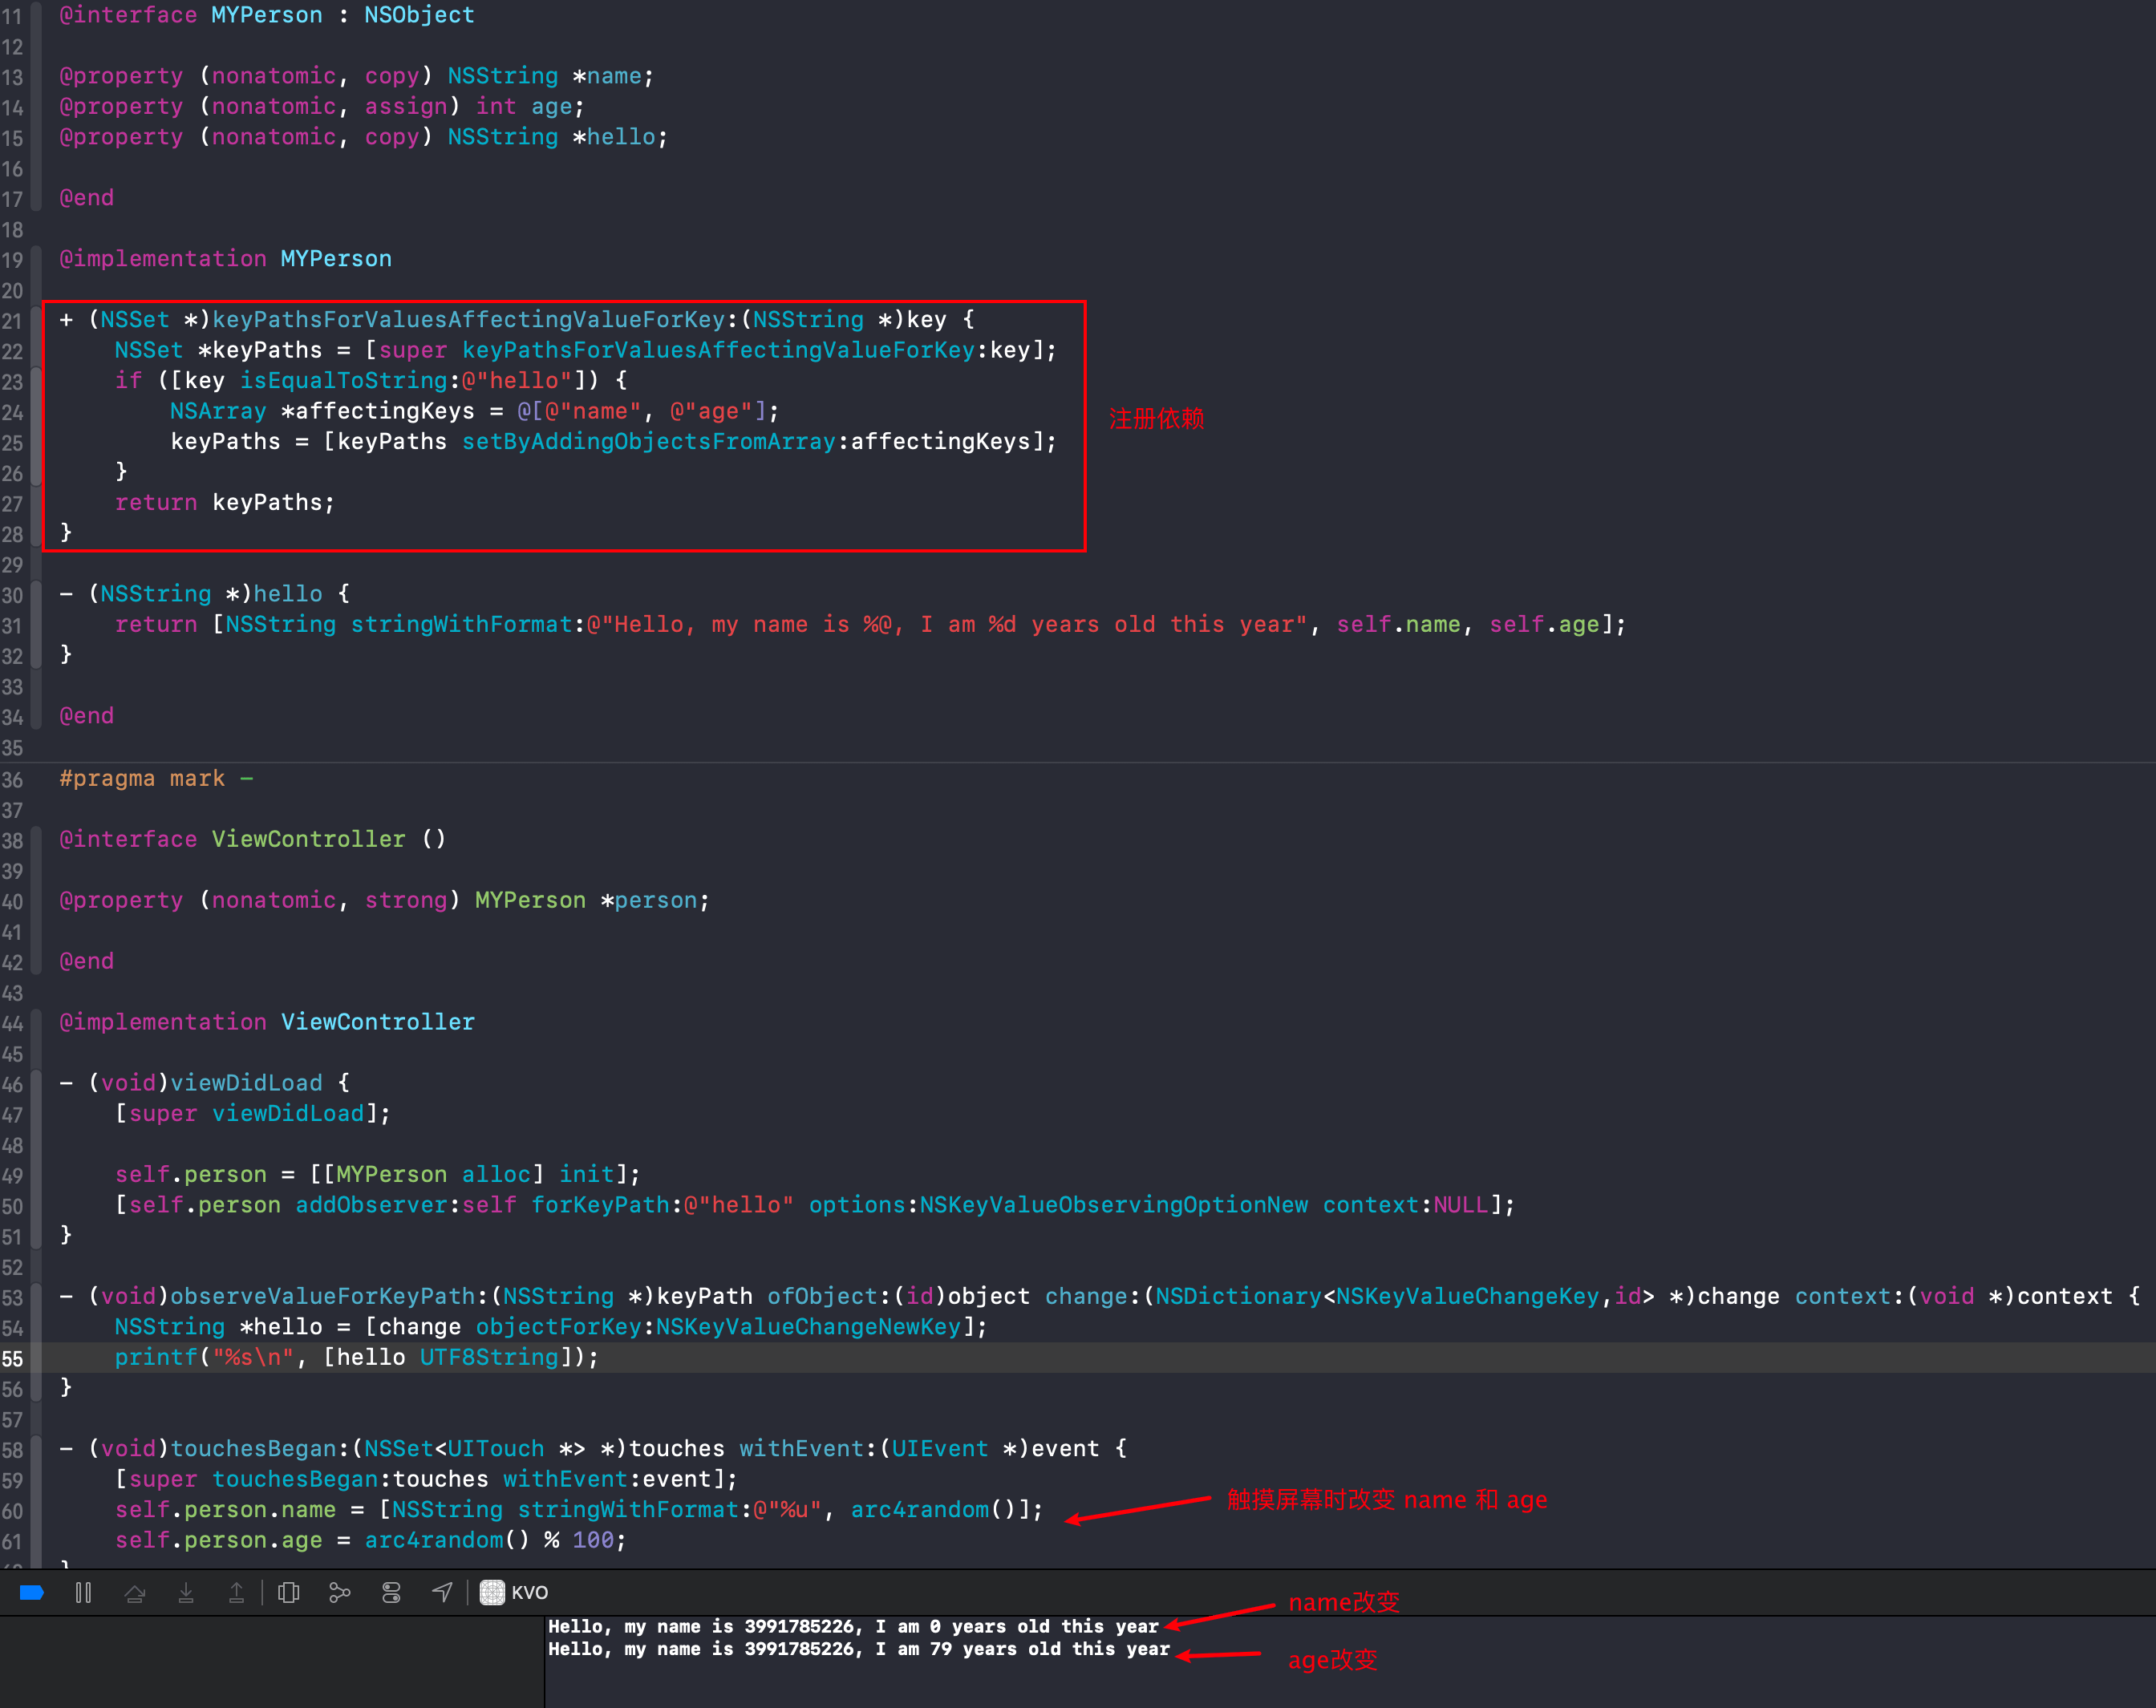 11 @interface MYPerson : NSObject
12
13 @property (nonatomic, copy) NSString *name;
14 @property (nonatomic, assign) int age;
15 @property (nonatomic, copy) NSString *hello;
16
17 @end
18
19 @implementation MYPerson
20
21 + (NSSet *)keyPathsForValuesAffectingValueForKey:(NSString *)key {
22 NSSet *keyPaths = [super keyPathsForValuesAffectingValueForKey:key];
23 if ([key isEqualToString:@"hello"]) {
24 NSArray *affectingKeys = @[@"name", @"age"];
注册依赖
25 keyPaths = [keyPaths setByAddingObjectsFromArray:affectingKeys];
26 }
27 return keyPaths;
28 }
29
30 - (NSString *)hello {
31 return [NSString stringWithFormat:@"Hello, my name is %@, I am %d years old this year", self.name, self.age];
32 }
33
34 @end
35
36 #pragma mark -
37
38 @interface ViewController ()
39
40 @property (nonatomic, strong) MYPerson *person;
41
42 @end
43
44 @implementation ViewController
45
46 - (void)viewDidLoad {
47 [super viewDidLoad];
48
49 self.person = [[MYPerson alloc] init];
50 [self.person addObserver:self forKeyPath:@"hello" options:NSKeyValueObservingOptionNew context:NULL];
51 }
52
53 - (void)observeValueForKeyPath:(NSString *)keyPath ofObject:(id)object change:(NSDictionary<NSKeyValueChangeKey,id> *)change context:(void *)context {
54 NSString *hello = [change objectForKey:NSKeyValueChangeNewKey];
55 printf("%s\n", [hello UTF8String]);
56 }
57
58 - (void)touchesBegan:(NSSet<UITouch *> *)touches withEvent:(UIEvent *)event {
59 [super touchesBegan:touches withEvent:event];
60 self.person.name = [NSString stringWithFormat:@"%u", arc4random()];
触摸屏幕时改变 name 和 age
61 self.person.age = arc4random() % 100;
KVO
name改变
Hello, my name is 3991785226, I am 0 years old this year
Hello, my name is 3991785226, I am 79 years old this year
age改变